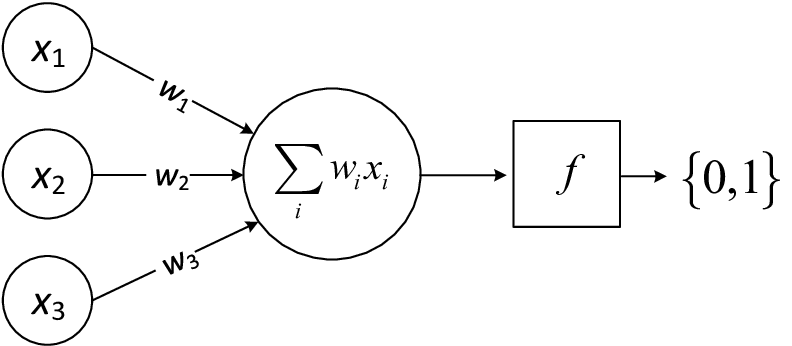 x₁
w₁
x₂
w₂
∑ᵢ wᵢxᵢ
f
{0,1}
w₃
x₃